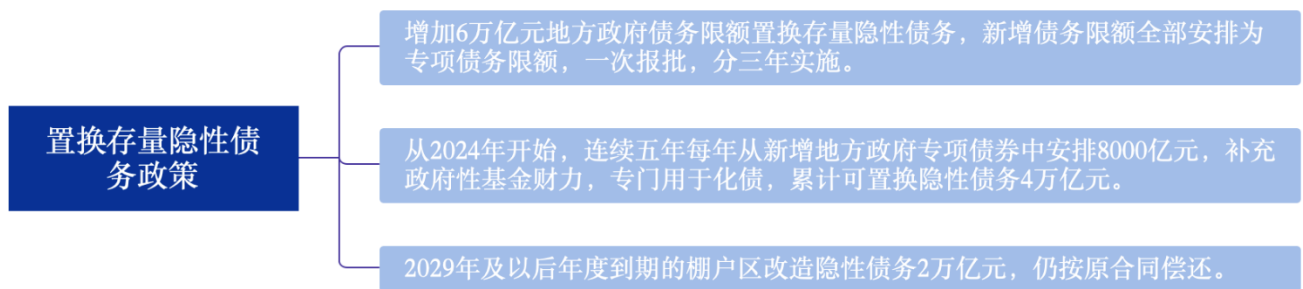 置换存量隐性债
务政策
增加6万亿元地方政府债务限额置换存量隐性债务，新增债务限额全部安排为
专项债务限额，一次报批，分三年实施。
从2024年开始，连续五年每年从新增地方政府专项债券中安排8000亿元，补充
政府性基金财力，专门用于化债，累计可置换隐性债务4万亿元。
2029年及以后年度到期的棚户区改造隐性债务2万亿元，仍按原合同偿还。